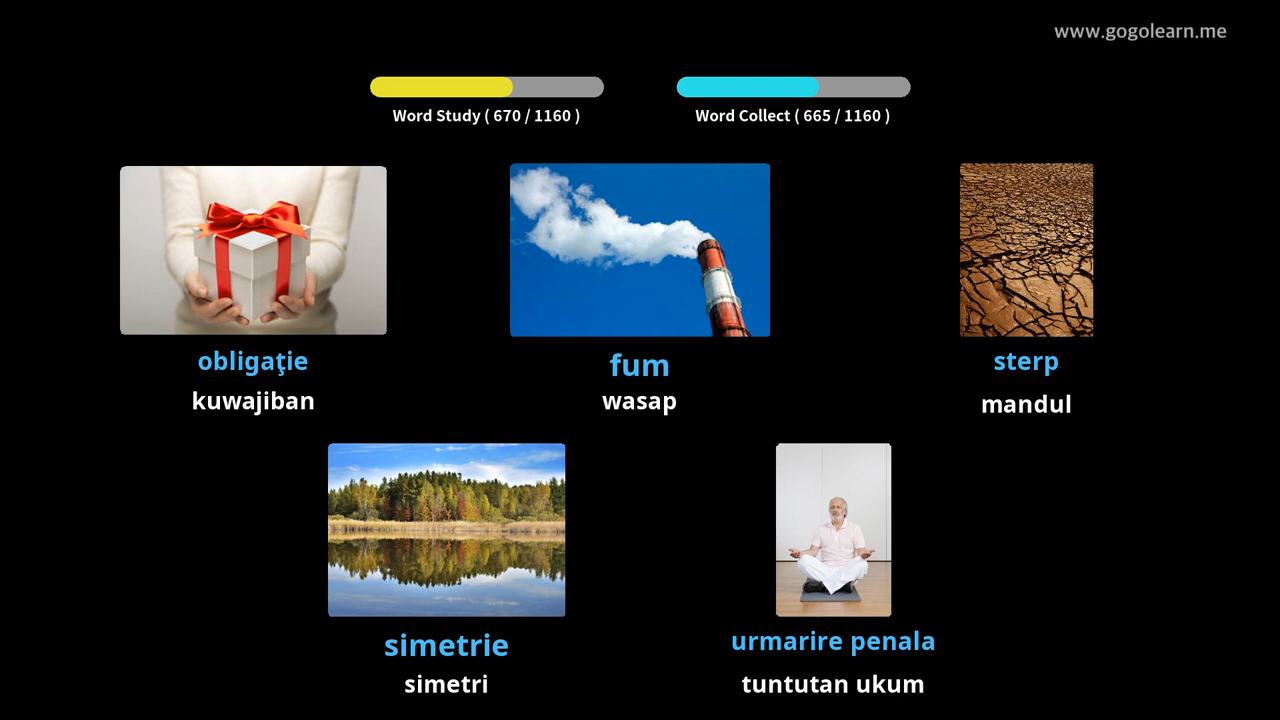 www.gogolearn.me
Word Study ( 670 / 1160 )
Word Collect ( 665 / 1160 )
obligaţie
kuwajiban
fum
wasap
sterp
mandul
simetrie
simetri
urmarire penala
tuntutan ukum